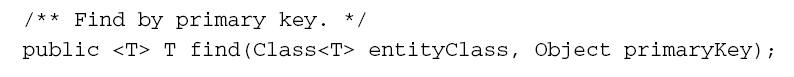 /** Find by primary key. */
public <T> T find(Class<T> entityClass, Object primaryKey);